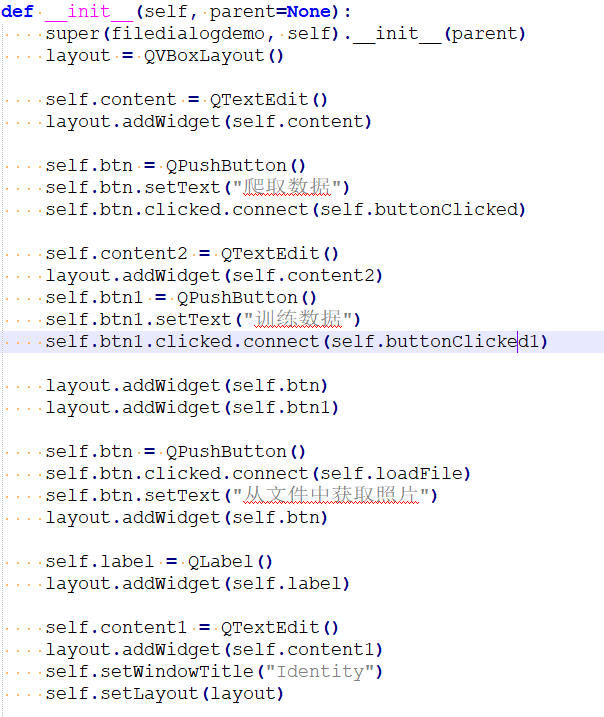 def __init__(self, parent=None):
    super(filedialogdemo, self).__init__(parent)
    layout = QVBoxLayout()
    self.content = QTextEdit()
    layout.addWidget(self.content)
    self.btn = QPushButton()
    self.btn.setText("爬取数据")
    self.btn.clicked.connect(self.buttonClicked)
    self.content2 = QTextEdit()
    layout.addWidget(self.content2)
    self.btn1 = QPushButton()
    self.btn1.setText("训练数据")
    self.btn1.clicked.connect(self.buttonClicked1)
    layout.addWidget(self.btn)
    layout.addWidget(self.btn1)
    self.btn = QPushButton()
    self.btn.clicked.connect(self.loadFile)
    self.btn.setText("从文件中获取照片")
    layout.addWidget(self.btn)
    self.label = QLabel()
    layout.addWidget(self.label)
    self.content1 = QTextEdit()
    layout.addWidget(self.content1)
    self.setWindowTitle("Identity")
    self.setLayout(layout)